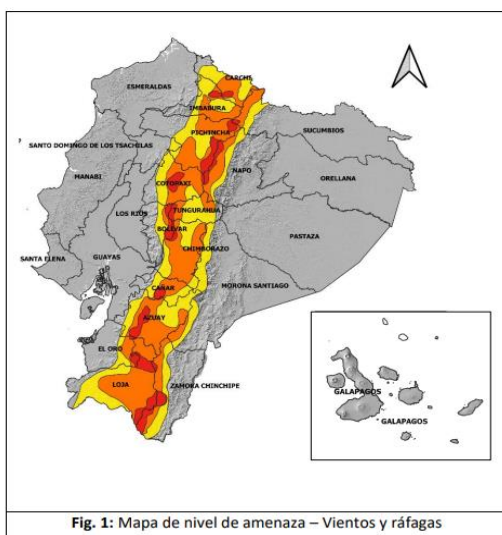 CARCHI
ESMERALDAS
IMBABURA
PICHINCHA
SUCUMBIOS
SANTO DOMINGO DE LOS TSACHILAS
NAPO
ORELLANA
MANABI
COTOPAXI
LOS RIOS
TUNGURAHUA
BOLIVAR
PASTAZA
CHIMBORAZO
SANTA ELENA
GUAYAS
MORONA SANTIAGO
CAÑAR
AZUAY
EL ORO
LOJA
ZAMORA CHINCHIPE
GALAPAGOS
GALAPAGOS
Fig. 1: Mapa de nivel de amenaza – Vientos y ráfagas